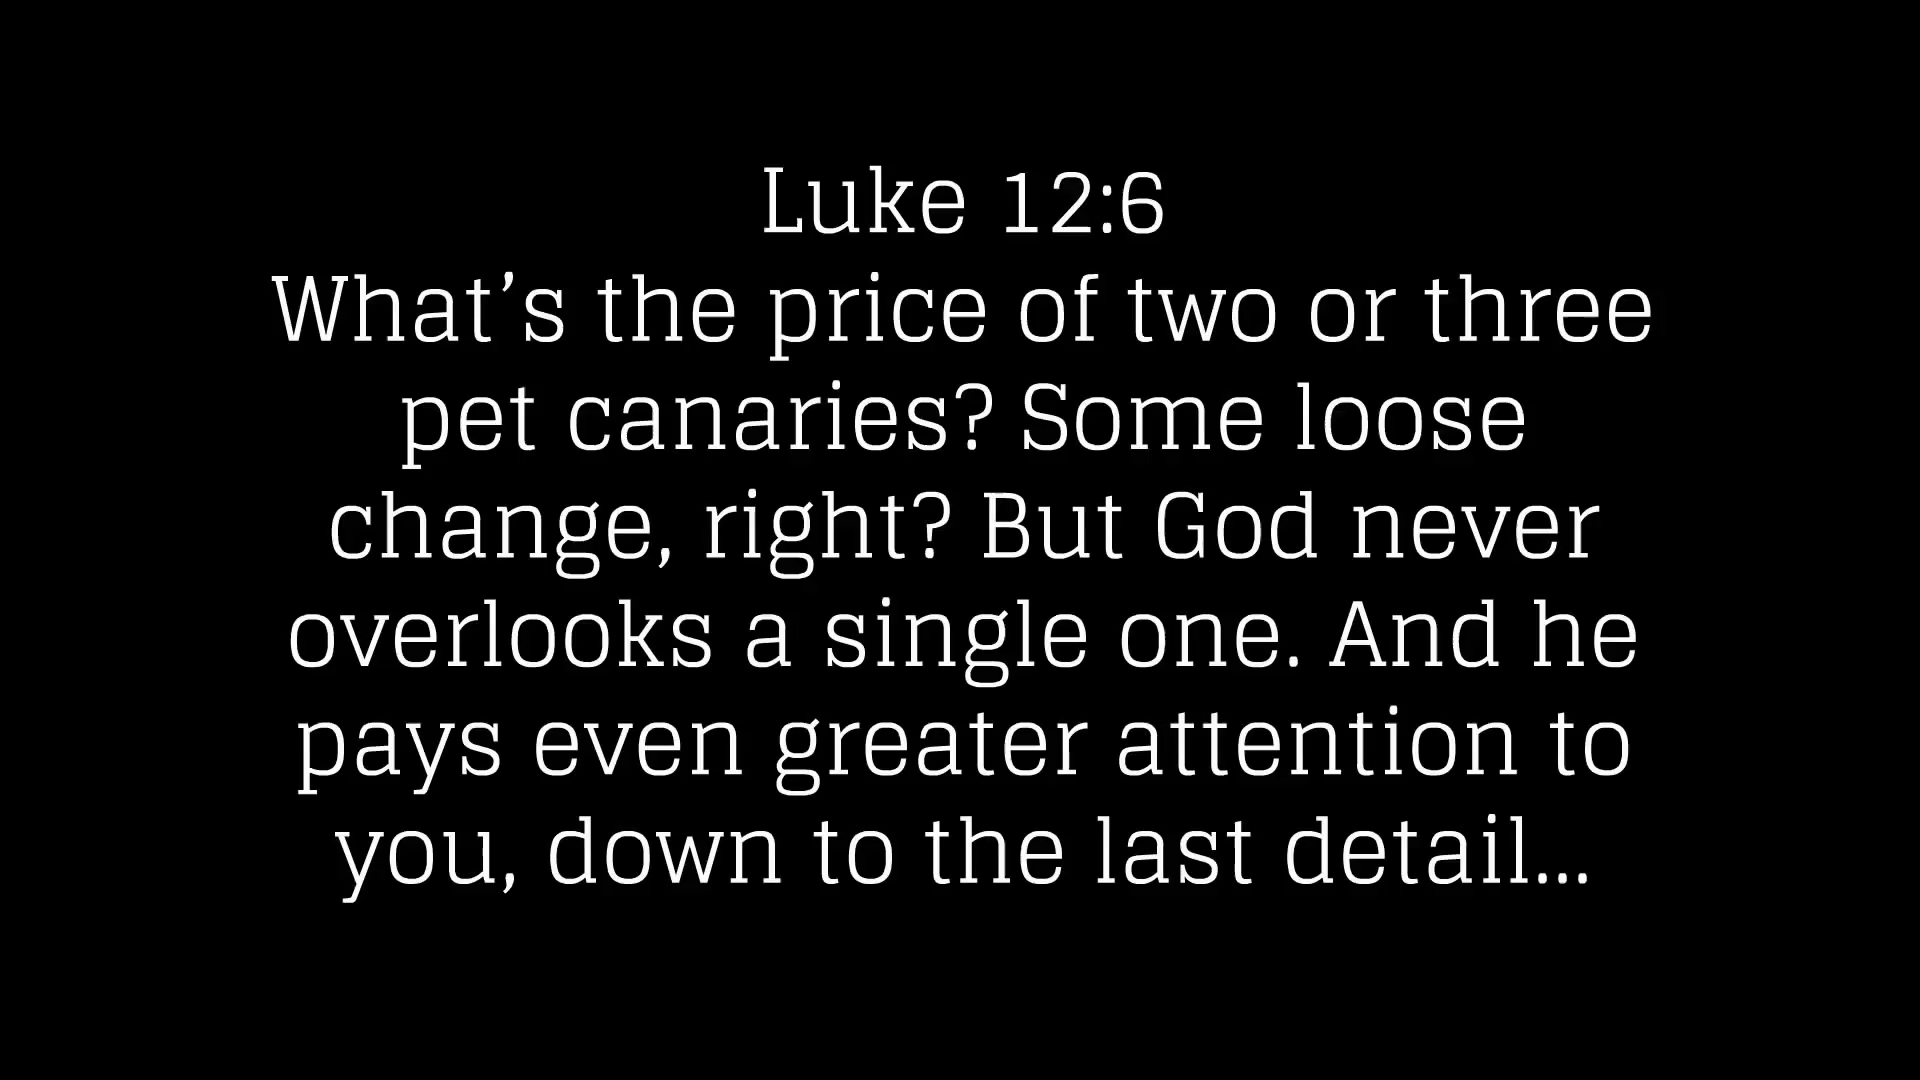 Luke 12:6
What’s the price of two or three
pet canaries? Some loose
change, right? But God never
overlooks a single one. And he
pays even greater attention to
you, down to the last detail...